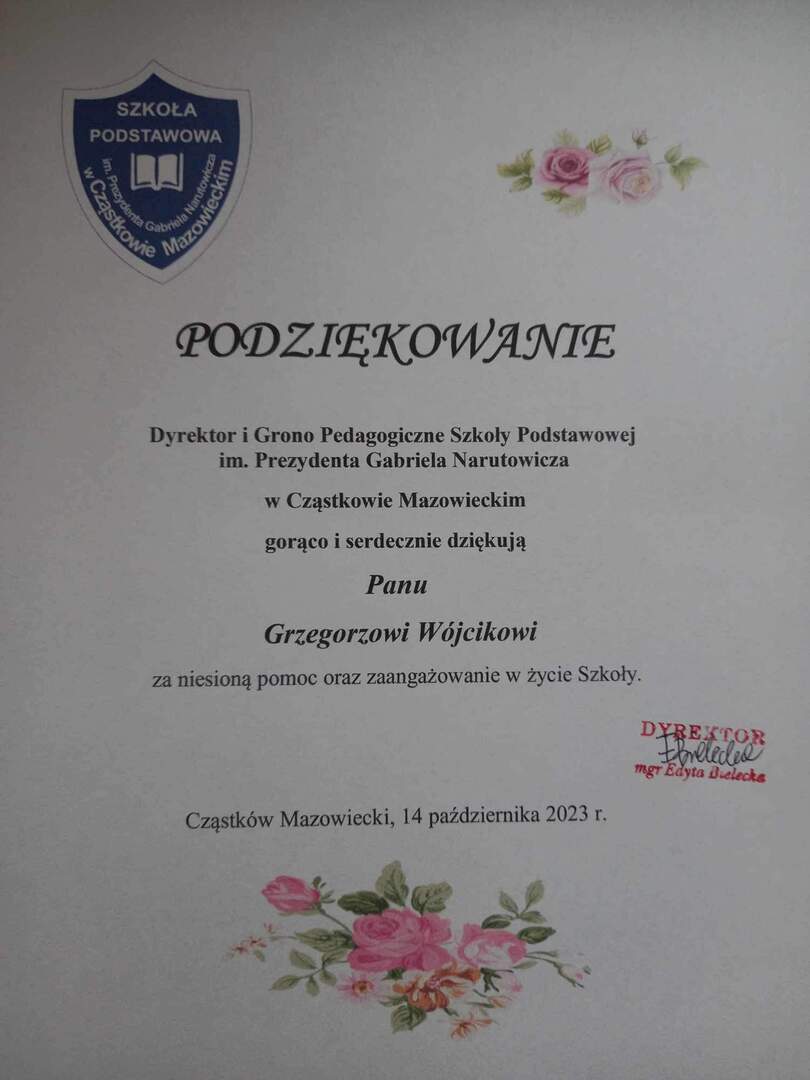 SZKOŁA
PODSTAWOWA
im. Prezydenta Gabriela Narutowicza
w Cząstkowie Mazowieckim
PODZIĘKOWANIE
Dyrektor i Grono Pedagogiczne Szkoły Podstawowej
im. Prezydenta Gabriela Narutowicza
w Cząstkowie Mazowieckim
gorąco i serdecznie dziękują
Panu
Grzegorzowi Wójcikowi
za niesioną pomoc oraz zaangażowanie w życie Szkoły.
DYREKTOR
mgr Edyta Bielecka
Cząstków Mazowiecki, 14 października 2023 r.